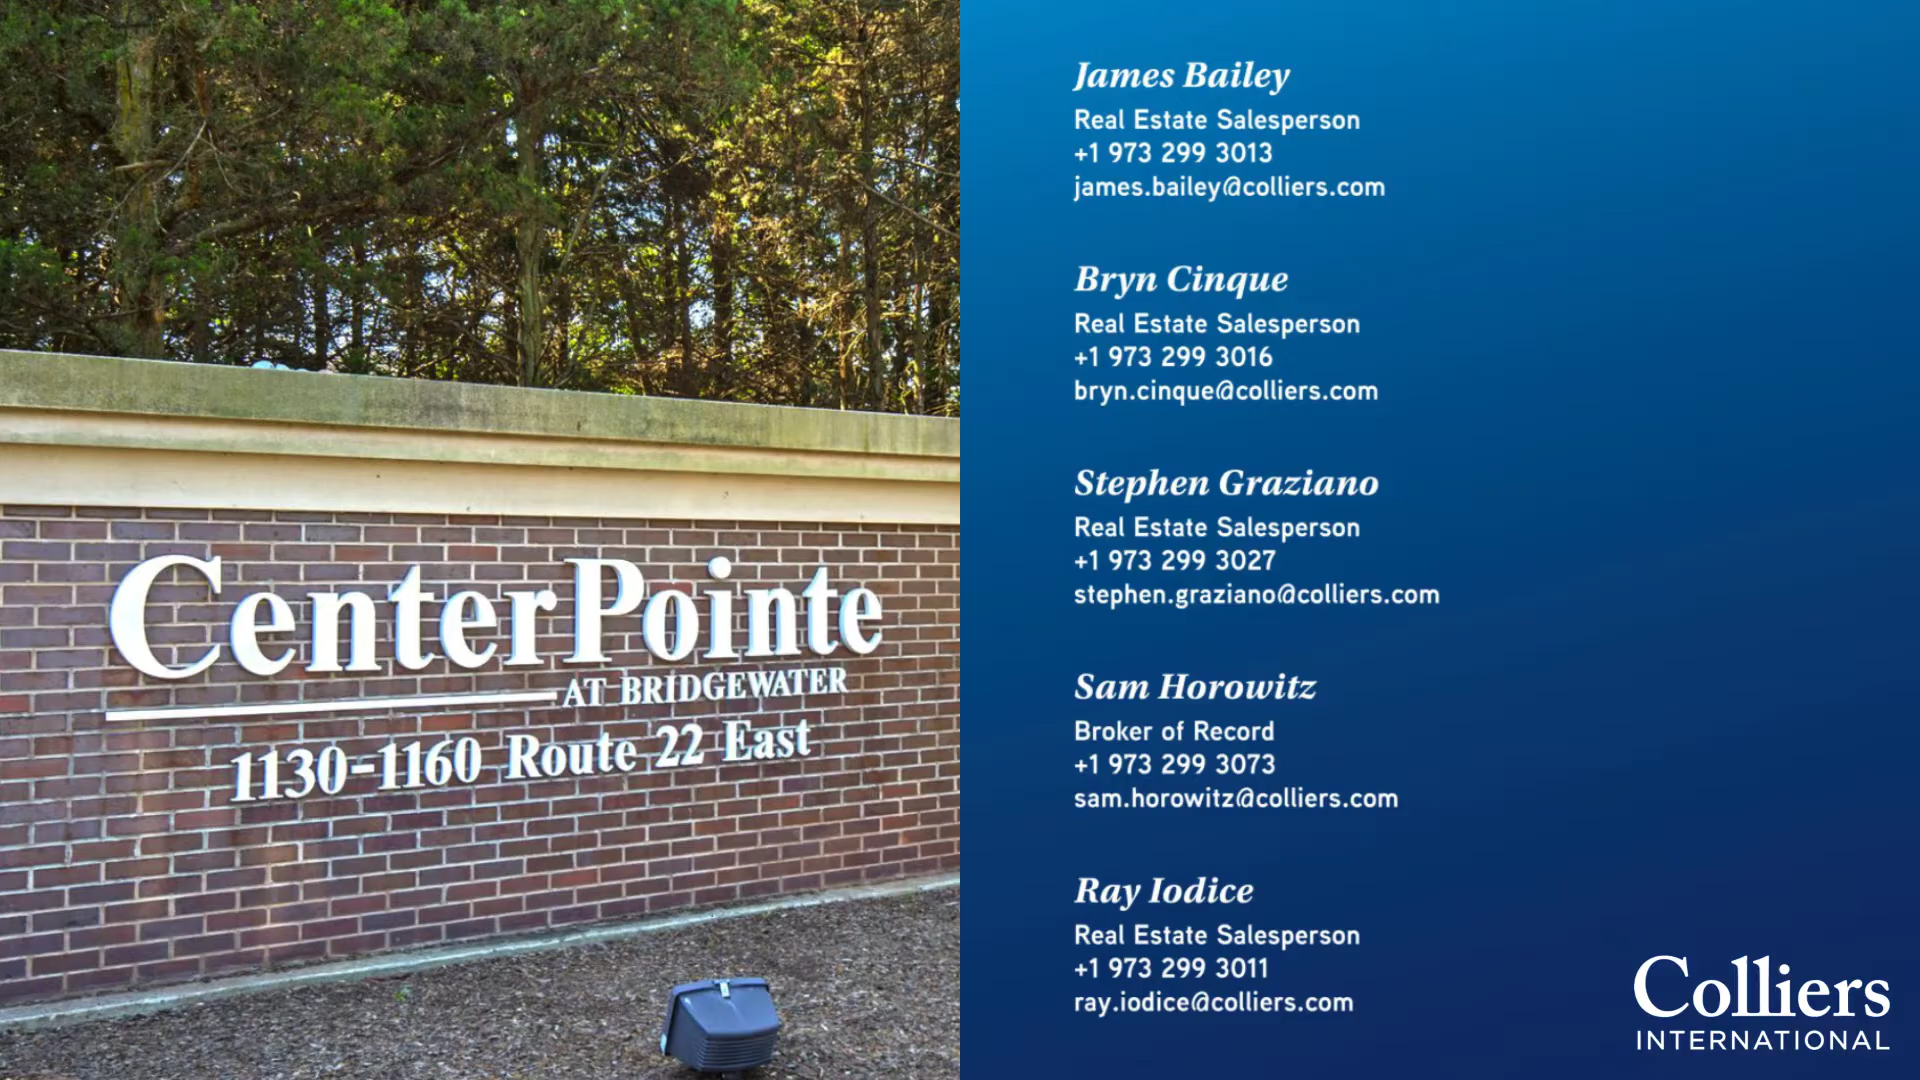 CenterPointe
AT BRIDGEWATER
1130-1160 Route 22 East
James Bailey
Real Estate Salesperson
+1 973 299 3013
james.bailey@colliers.com
Bryn Cinque
Real Estate Salesperson
+1 973 299 3016
bryn.cinque@colliers.com
Stephen Graziano
Real Estate Salesperson
+1 973 299 3027
stephen.graziano@colliers.com
Sam Horowitz
Broker of Record
+1 973 299 3073
sam.horowitz@colliers.com
Ray Iodice
Real Estate Salesperson
+1 973 299 3011
ray.iodice@colliers.com
Colliers
INTERNATIONAL